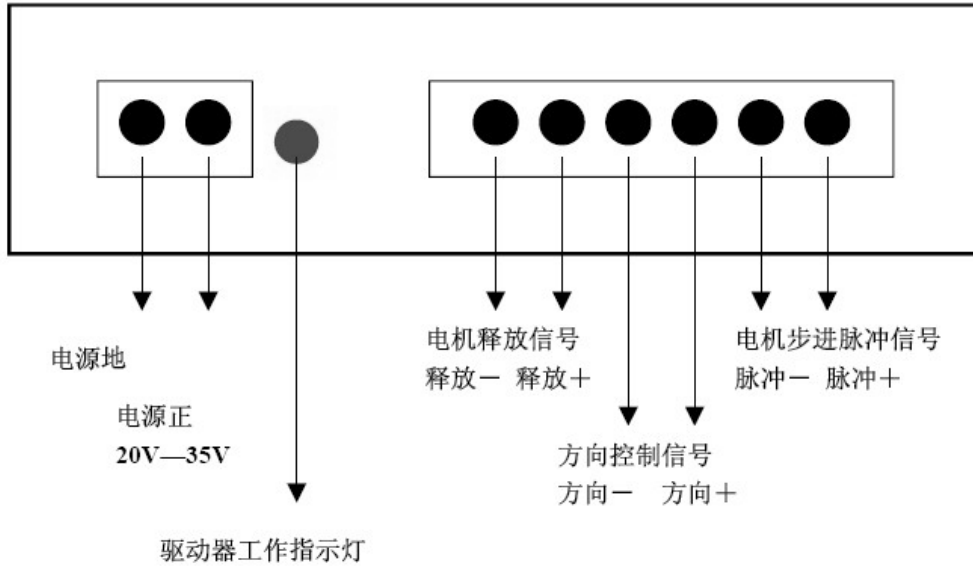 电源地
电源正
20V—35V
驱动器工作指示灯
电机释放信号
释放－ 释放＋
方向控制信号
方向－ 方向＋
电机步进脉冲信号
脉冲－ 脉冲＋